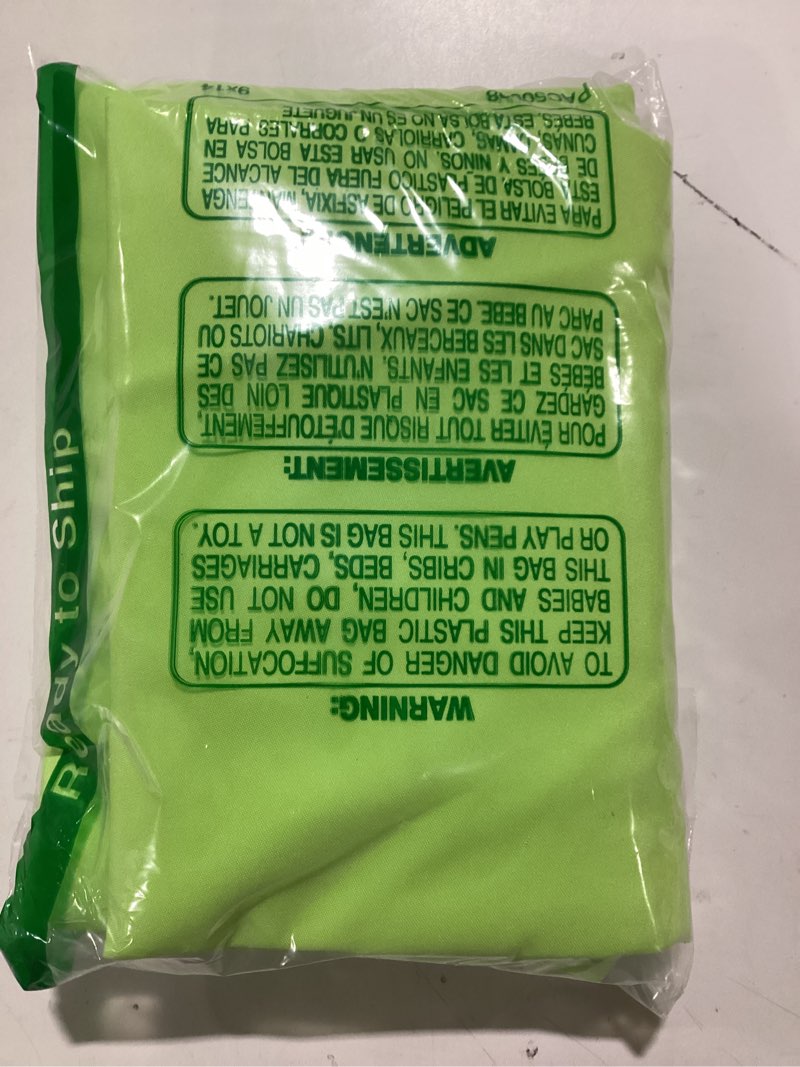 WARNING:
TO AVOID DANGER OF SUFFOCATION,
KEEP THIS PLASTIC BAG AWAY FROM
BABIES AND CHILDREN, DO NOT USE
THIS BAG IN CRIBS, BEDS, CARRIAGES
OR PLAY PENS. THIS BAG IS NOT A TOY.
AVERTISSEMENT:
POUR ÉVITER TOUT RISQUE D'ÉTOUFFEMENT,
GARDEZ CE SAC EN PLASTIQUE LOIN DES
BÉBÉS ET LES ENFANTS. N'UTILISEZ PAS CE
SAC DANS LES BERCEAUX, LITS, CHARIOTS OU
PARC AU BEBE. CE SAC N'EST PAS UN JOUET.
ADVERTENCIA
PARA EVITAR EL PELIGRO DE ASFIXIA, MANTENGA
ESTA BOLSA DE PLASTICO FUERA DEL ALCANCE
DE BEBES Y NINOS. NO USAR ESTA BOLSA EN
CUNAS, CAMAS, CARRIOLAS O CORRALES PARA
BEBÉS. ESTA BOLSA NO ES UN JUGUETE
9X14
Ready to Ship